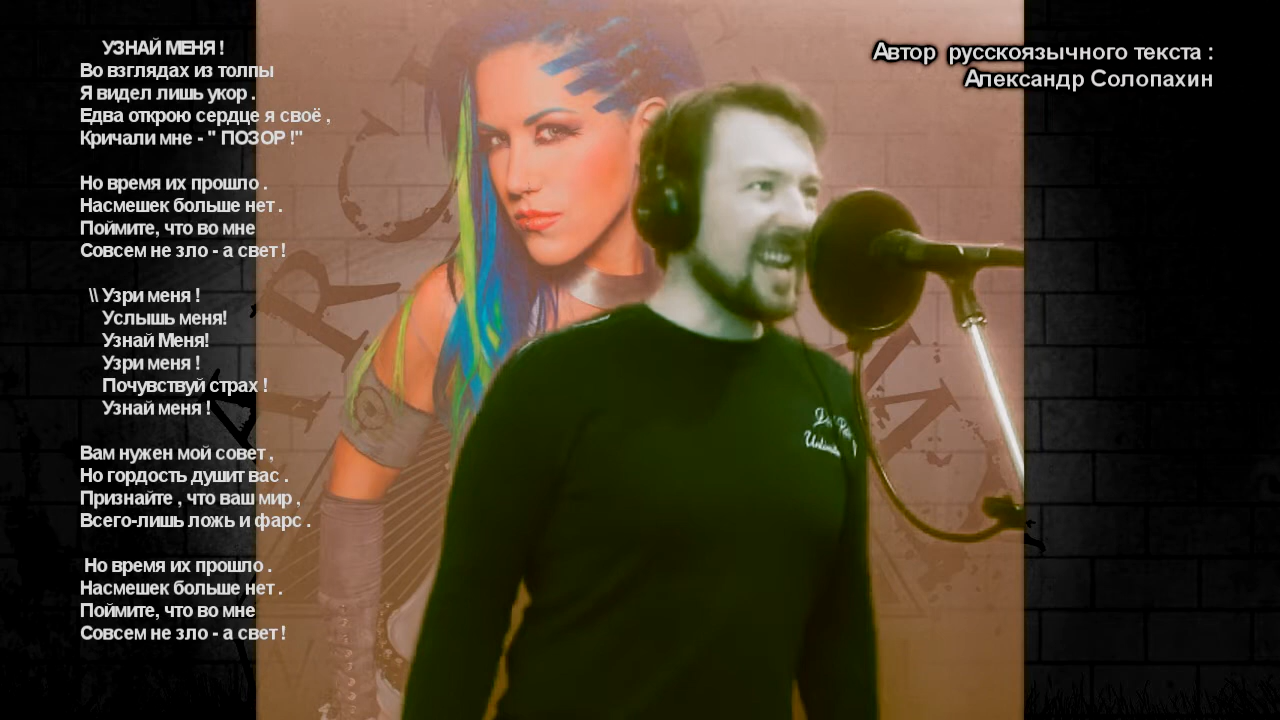 УЗНАЙ МЕНЯ !
Во взглядах из толпы
Я видел лишь укор .
Едва открою сердце я своё ,
Кричали мне - " ПОЗОР !"
Но время их прошло .
Насмешек больше нет .
Поймите, что во мне
Совсем не зло - а свет !
\\ Узри меня !
Услышь меня!
Узнай Меня!
Узри меня !
Почувствуй страх !
Узнай меня !
Вам нужен мой совет ,
Но гордость душит вас .
Признайте , что ваш мир ,
Всего-лишь ложь и фарс .
Но время их прошло .
Насмешек больше нет .
Поймите, что во мне
Совсем не зло - а свет !
Автор русскоязычного текста :
Александр Солопахин
ARCH